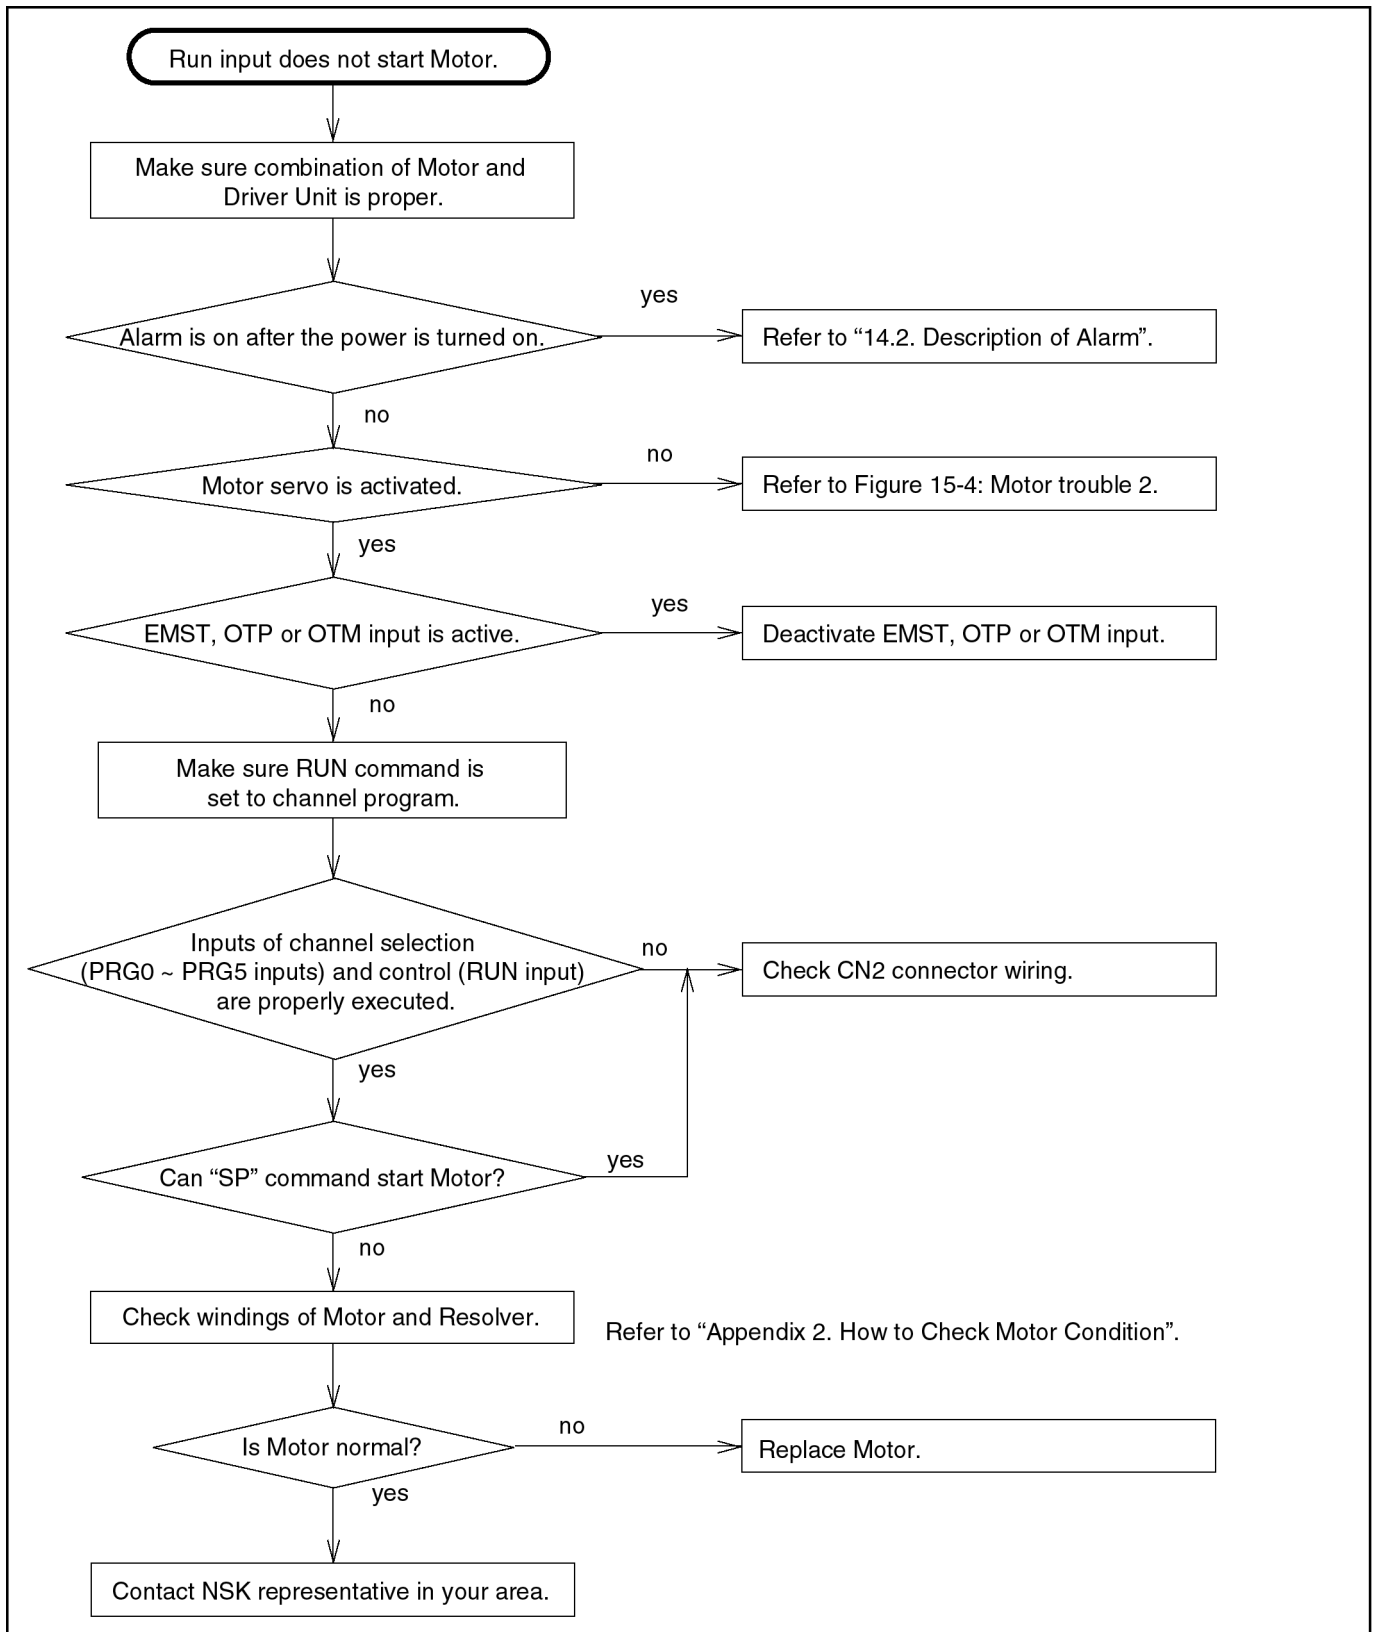 Run input does not start Motor.
Make sure combination of Motor and
Driver Unit is proper.
yes
Alarm is on after the power is turned on.
Refer to “14.2. Description of Alarm”.
no
no
Motor servo is activated.
Refer to Figure 15-4: Motor trouble 2.
yes
yes
EMST, OTP or OTM input is active.
Deactivate EMST, OTP or OTM input.
no
Make sure RUN command is
set to channel program.
Inputs of channel selection
(PRG0 ~ PRG5 inputs) and control (RUN input)
are properly executed.
no
Check CN2 connector wiring.
yes
Can “SP” command start Motor?
yes
no
Check windings of Motor and Resolver.
Refer to “Appendix 2. How to Check Motor Condition”.
Is Motor normal?
no
Replace Motor.
yes
Contact NSK representative in your area.